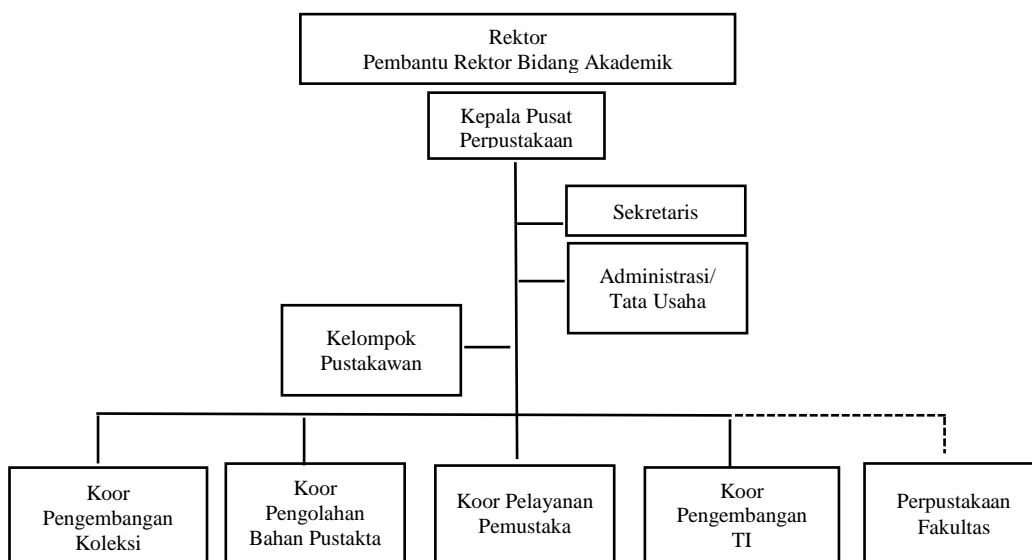 Rektor
Pembantu Rektor Bidang Akademik
Kepala Pusat
Perpustakaan
Sekretaris
Administrasi/
Tata Usaha
Kelompok
Pustakawan
Koor
Pengembangan
Koleksi
Koor
Pengolahan
Bahan Pustakta
Koor Pelayanan
Pemustaka
Koor
Pengembangan
TI
Perpustakaan
Fakultas